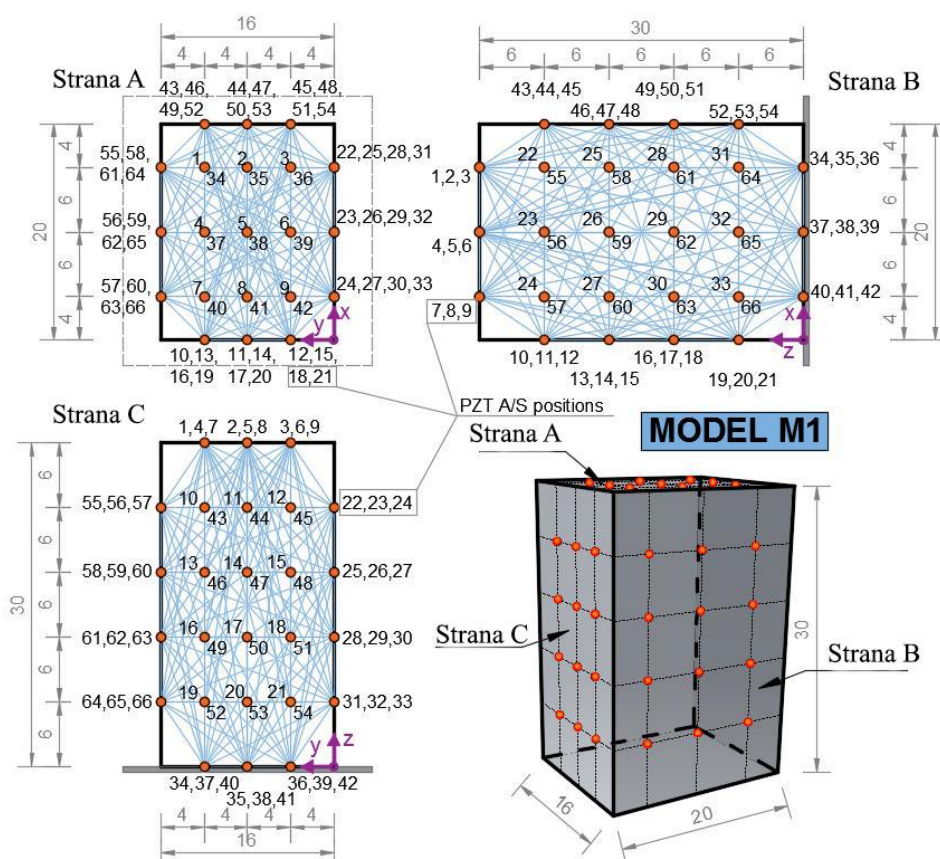 16
4 4 4 4
Strana A
43,46, 44,47, 45,48,
49,52 50,53 51,54
4
6
6
4
20
55,58,
61,64
1 2 3
34 35 36
22,25,28,31
56,59,
62,65
4 5 6
37 38 39
23,26,29,32
57,60,
63,66
7 8 9
40 41 42
24,27,30,33
y x
10,13, 11,14, 12,15,
16,19 17,20 18,21
30
6 6 6 6 6
Strana B
43,44,45 49,50,51
46,47,48 52,53,54
4
6
6
4
20
22 25 28 31
55 58 61 64
1,2,3
34,35,36
23 26 29 32
56 59 62 65
4,5,6
37,38,39
24 27 30 33
57 60 63 66
7,8,9
40,41,42
x
z
10,11,12 16,17,18
13,14,15 19,20,21
PZT A/S positions
Strana C
1,4,7 2,5,8 3,6,9
6
6
6
6
6
30
55,56,57
10 11 12
43 44 45
22,23,24
58,59,60
13 14 15
46 47 48
25,26,27
61,62,63
16 17 18
49 50 51
28,29,30
64,65,66
19 20 21
52 53 54
31,32,33
y z
34,37,40 36,39,42
35,38,41
4 4 4 4
16
MODEL M1
Strana A
Strana C
Strana B
30
16
20